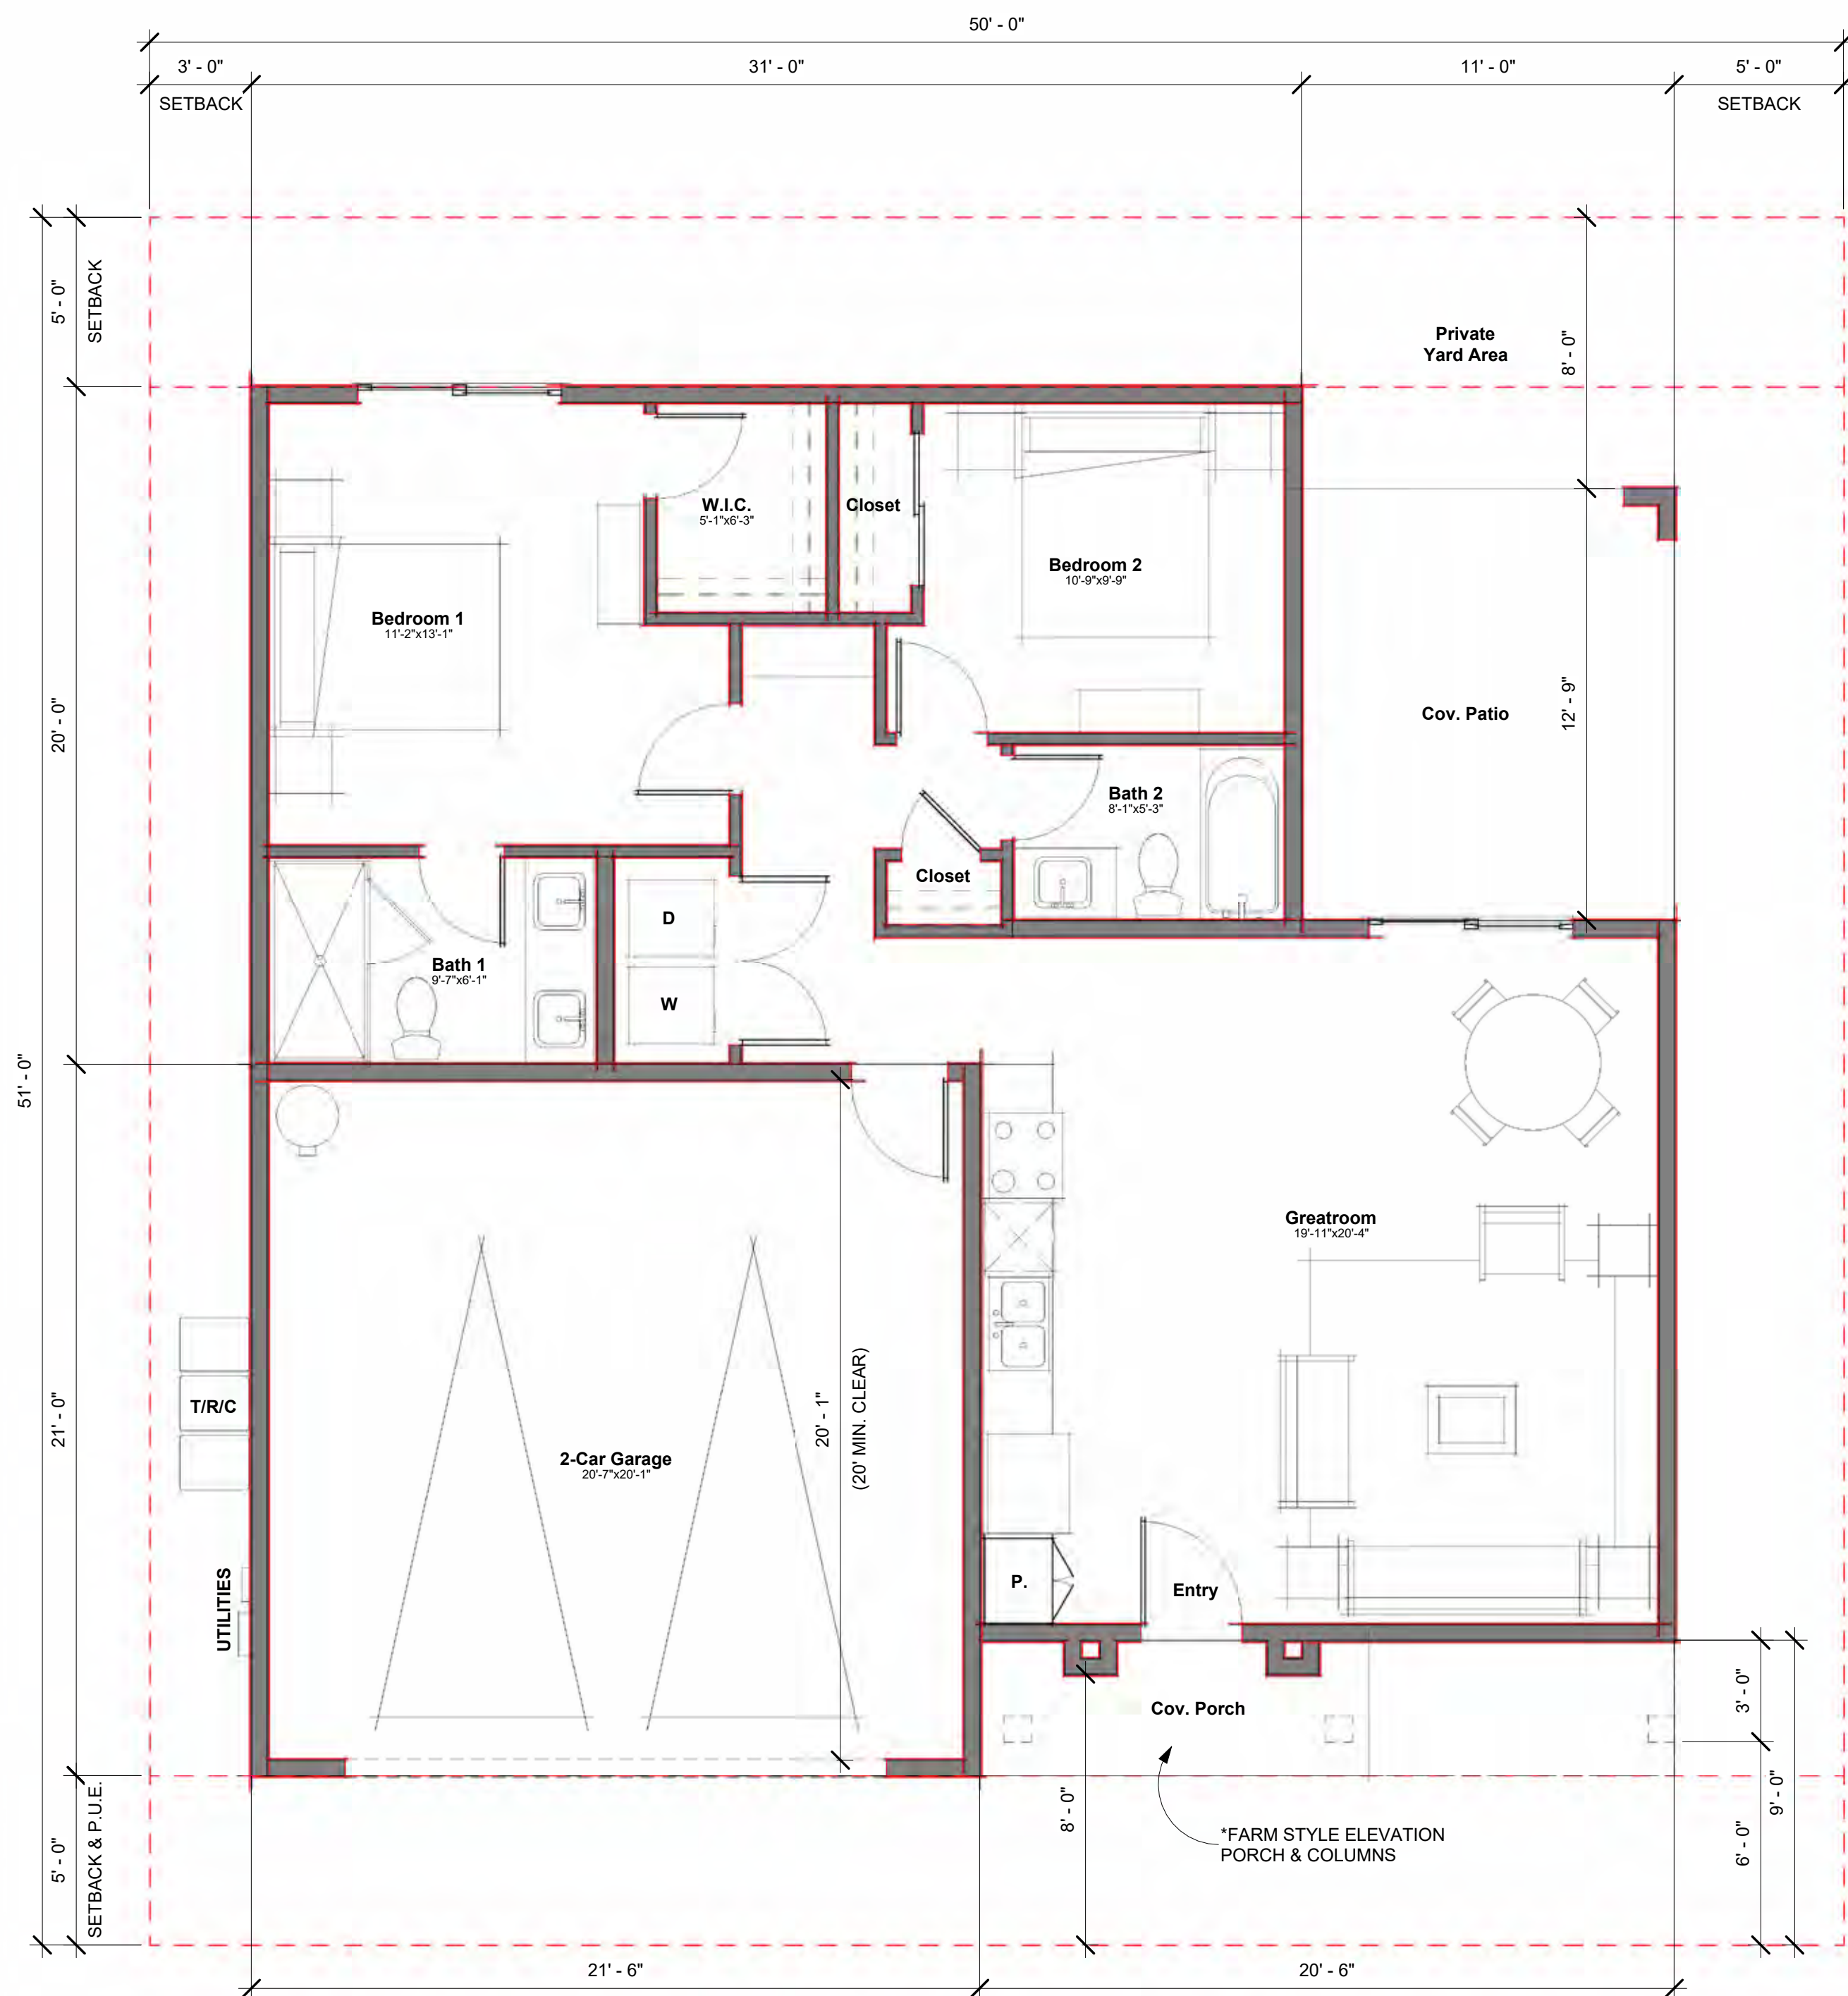 50' - 0"
3' - 0"
31' - 0"
11' - 0"
5' - 0"
SETBACK
SETBACK
5' - 0"
SETBACK
Private
Yard Area
8' - 0"
W.I.C.
5'-1"x6'-3"
Closet
Bedroom 2
10'-9"x9'-9"
Bedroom 1
11'-2"x13'-1"
20' - 0"
Cov. Patio
12' - 9"
Bath 2
8'-1"x5'-3"
Closet
D
Bath 1
9'-7"x6'-1"
W
51' - 0"
Greatroom
19'-11"x20'-4"
21' - 0"
T/R/C
20' - 1"
(20' MIN. CLEAR)
2-Car Garage
20'-7"x20'-1"
UTILITIES
P.
Entry
Cov. Porch
3' - 0"
9' - 0"
8' - 0"
6' - 0"
*FARM STYLE ELEVATION
PORCH & COLUMNS
5' - 0"
SETBACK & P.U.E.
21' - 6"
20' - 6"